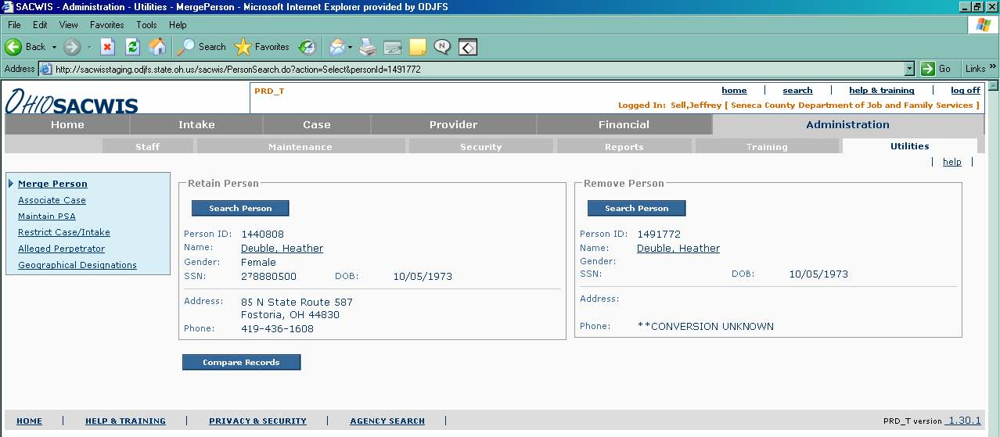 SACWIS - Administration - Utilities - MergePerson - Microsoft Internet Explorer provided by ODJFS
File Edit View Favorites Tools Help
Back Search Favorites
Address http://sacwisstaging.odjfs.state.oh.us/sacwis/PersonSearch.do?action=Select&personId=1491772 Go Links »
OHIO SACWIS
PRD_T
home | search | help & training | log off
Logged In: Sell,Jeffrey [ Seneca County Department of Job and Family Services ]
Home Intake Case Provider Financial Administration
Staff Maintenance Security Reports Training Utilities
| help |
Merge Person
Associate Case
Maintain PSA
Restrict Case/Intake
Alleged Perpetrator
Geographical Designations
Retain Person
Search Person
Person ID: 1440808
Name: Deuble, Heather
Gender: Female
SSN: 278880500 DOB: 10/05/1973
Address: 85 N State Route 587
Fostoria, OH 44830
Phone: 419-436-1608
Compare Records
Remove Person
Search Person
Person ID: 1491772
Name: Deuble, Heather
Gender:
SSN: DOB: 10/05/1973
Address:
Phone: **CONVERSION UNKNOWN
HOME | HELP & TRAINING | PRIVACY & SECURITY | AGENCY SEARCH |
PRD_T version 1.30.1